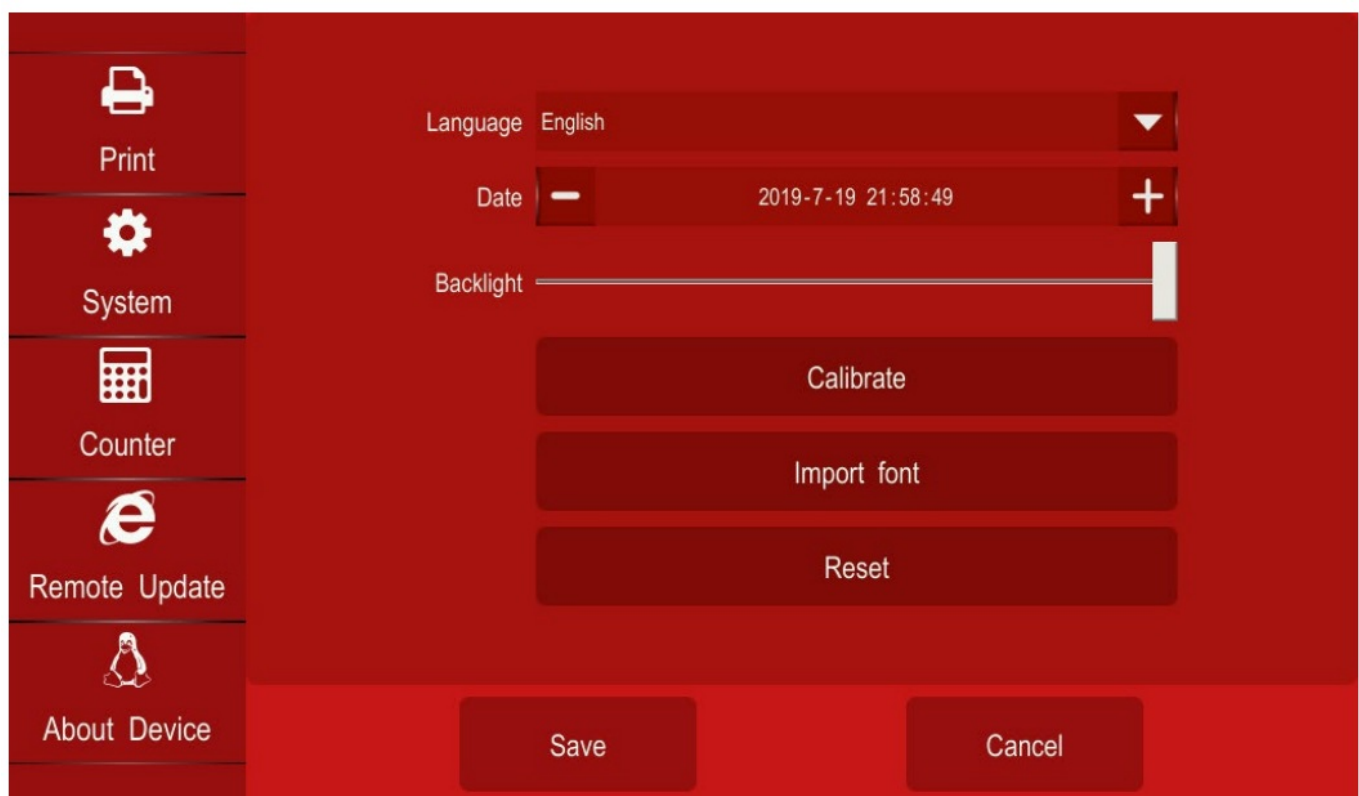 Print
System
Counter
Remote Update
About Device
Language English
Date 2019-7-19 21:58:49
Backlight
Calibrate
Import font
Reset
Save Cancel